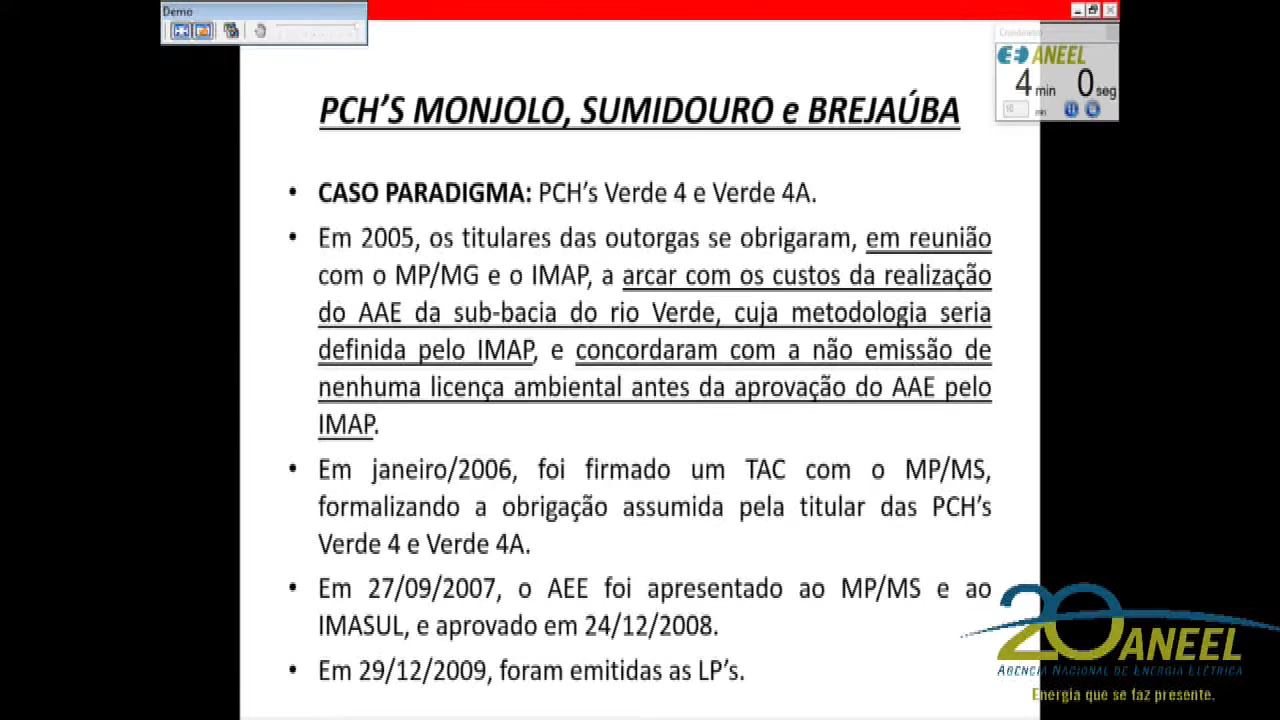 Demo
Cronômetro
ANEEL
4 min 0 seg
10 min
PCH'S MONJOLO, SUMIDOURO e BREJAÚBA
• CASO PARADIGMA: PCH's Verde 4 e Verde 4A.
• Em 2005, os titulares das outorgas se obrigaram, em reunião
com o MP/MG e o IMAP, a arcar com os custos da realização
do AAE da sub-bacia do rio Verde, cuja metodologia seria
definida pelo IMAP, e concordaram com a não emissão de
nenhuma licença ambiental antes da aprovação do AAE pelo
IMAP.
• Em janeiro/2006, foi firmado um TAC com o MP/MS,
formalizando a obrigação assumida pela titular das PCH's
Verde 4 e Verde 4A.
• Em 27/09/2007, o AEE foi apresentado ao MP/MS e ao
IMASUL, e aprovado em 24/12/2008.
• Em 29/12/2009, foram emitidas as LP's.
20 ANEEL
AGÊNCIA NACIONAL DE ENERGIA ELÉTRICA
Energia que se faz presente.